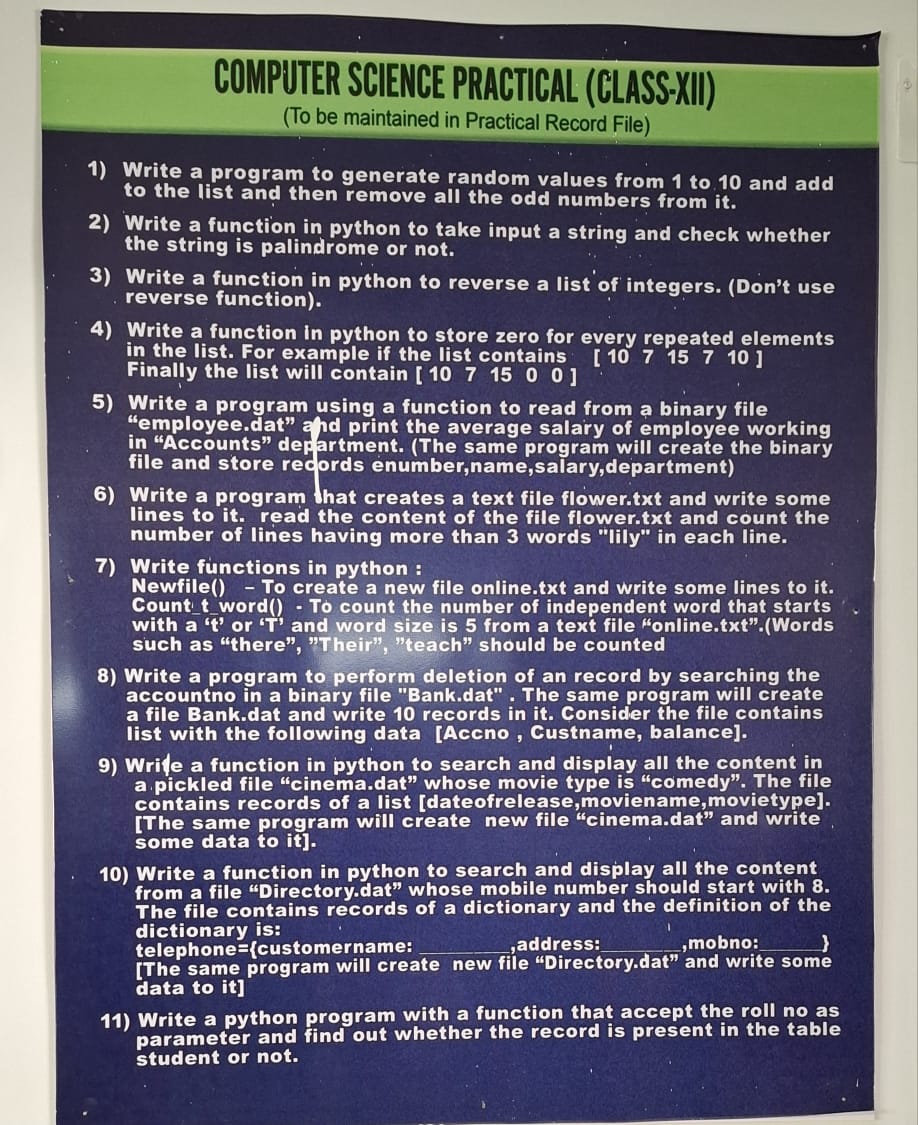 COMPUTER SCIENCE PRACTICAL (CLASS-XII)
(To be maintained in Practical Record File)
1) Write a program to generate random values from 1 to 10 and add
to the list and then remove all the odd numbers from it.
2) Write a function in python to take input a string and check whether
the string is palindrome or not.
3) Write a function in python to reverse a list of integers. (Don't use
reverse function).
4) Write a function in python to store zero for every repeated elements
in the list. For example if the list contains [ 10 7 15 7 10 ]
Finally the list will contain [ 10 7 15 0 0 ]
5) Write a program using a function to read from a binary file
“employee.dat” and print the average salary of employee working
in “Accounts” department. (The same program will create the binary
file and store records enumber,name,salary,department)
6) Write a program that creates a text file flower.txt and write some
lines to it. read the content of the file flower.txt and count the
number of lines having more than 3 words "lily" in each line.
7) Write functions in python :
Newfile() – To create a new file online.txt and write some lines to it.
Count_t_word() - To count the number of independent word that starts
with a ‘t’ or ‘T’ and word size is 5 from a text file “online.txt”.(Words
such as “there”, ”Their”, ”teach” should be counted
8) Write a program to perform deletion of an record by searching the
accountno in a binary file "Bank.dat" . The same program will create
a file Bank.dat and write 10 records in it. Consider the file contains
list with the following data [Accno , Custname, balance].
9) Write a function in python to search and display all the content in
a pickled file “cinema.dat” whose movie type is “comedy”. The file
contains records of a list [dateofrelease,moviename,movietype].
[The same program will create new file “cinema.dat” and write
some data to it].
10) Write a function in python to search and display all the content
from a file “Directory.dat” whose mobile number should start with 8.
The file contains records of a dictionary and the definition of the
dictionary is:
telephone={customername: ________,address:_______,mobno:_____}
[The same program will create new file “Directory.dat” and write some
data to it]
11) Write a python program with a function that accept the roll no as
parameter and find out whether the record is present in the table
student or not.